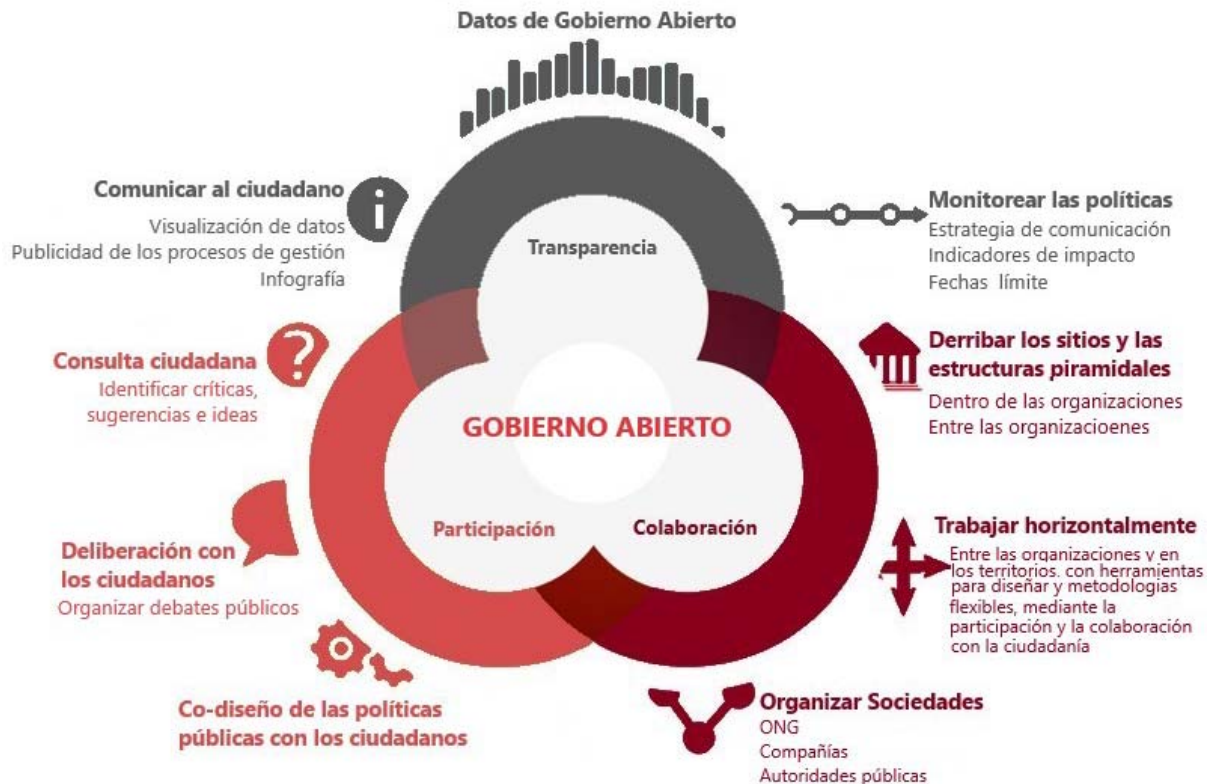 Datos de Gobierno Abierto
Comunicar al ciudadano
Visualización de datos
Publicidad de los procesos de gestión
Infografía
Transparencia
Monitorear las políticas
Estrategia de comunicación
Indicadores de impacto
Fechas límite
Consulta ciudadana
Identificar críticas,
sugerencias e ideas
Derribar los sitios y las
estructuras piramidales
Dentro de las organizaciones
Entre las organizacioenes
GOBIERNO ABIERTO
Participación
Colaboración
Deliberación con
los ciudadanos
Organizar debates públicos
Trabajar horizontalmente
Entre las organizaciones y en
los territorios. con herramientas
para diseñar y metodologías
flexibles, mediante la
participación y la colaboración
con la ciudadanía
Co-diseño de las políticas
públicas con los ciudadanos
Organizar Sociedades
ONG
Compañías
Autoridades públicas